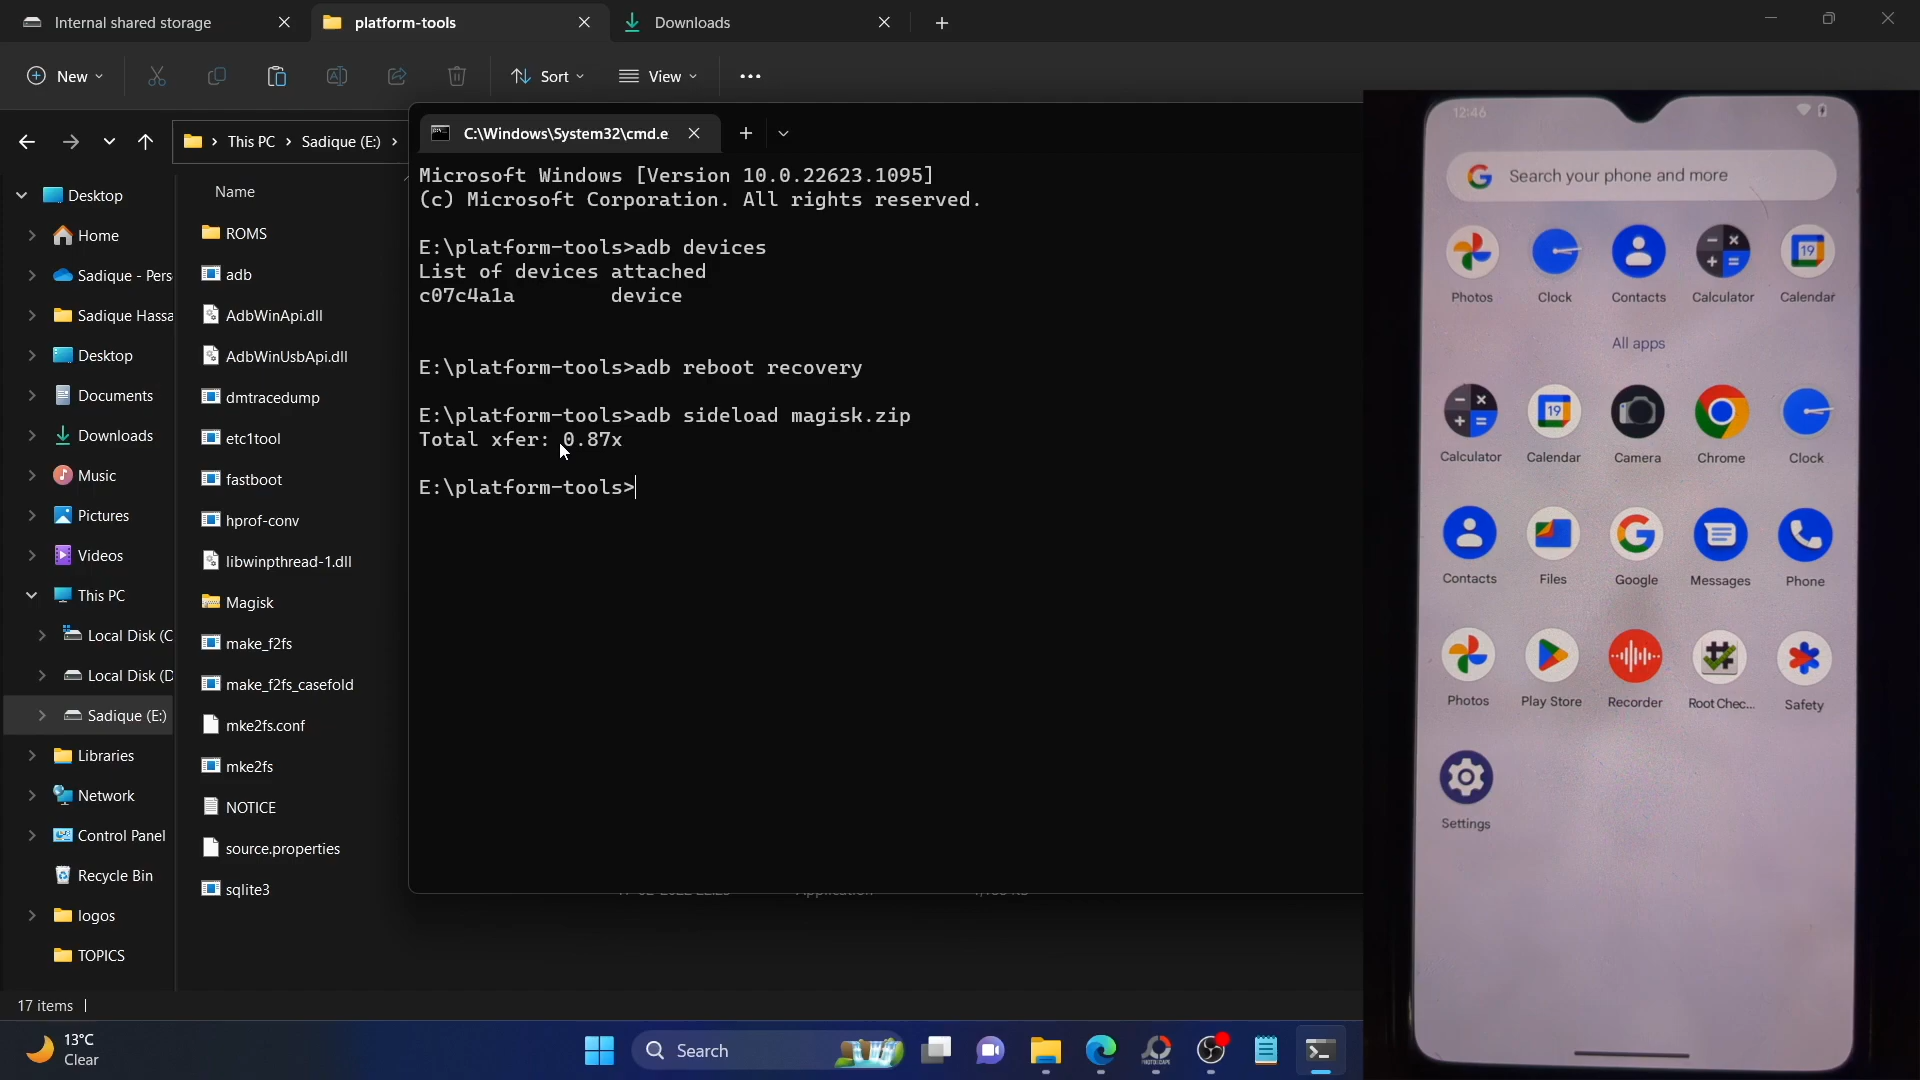 Internal shared storage
platform-tools
Downloads
New
Sort
View
This PC
Sadique (E:)
C:\Windows\System32\cmd.e
Desktop
Home
Sadique - Pers
Sadique Hassa
Desktop
Documents
Downloads
Music
Pictures
Videos
This PC
Local Disk (C
Local Disk (D
Sadique (E:)
Libraries
Network
Control Panel
Recycle Bin
logos
TOPICS
Name
ROMS
adb
AdbWinApi.dll
AdbWinUsbApi.dll
dmtracedump
etc1tool
fastboot
hprof-conv
libwinpthread-1.dll
Magisk
make_f2fs
make_f2fs_casefold
mke2fs.conf
mke2fs
NOTICE
source.properties
sqlite3
Microsoft Windows [Version 10.0.22623.1095]
(c) Microsoft Corporation. All rights reserved.
E:\platform-tools>adb devices
List of devices attached
c07c4a1a device
E:\platform-tools>adb reboot recovery
E:\platform-tools>adb sideload magisk.zip
Total xfer: 0.87x
E:\platform-tools>
12:46
Search your phone and more
19
Photos Clock Contacts Calculator Calendar
All apps
19
Calculator Calendar Camera Chrome Clock
Contacts Files Google Messages Phone
Photos Play Store Recorder Root Chec... Safety
Settings
17 items
13°C
Clear
Search